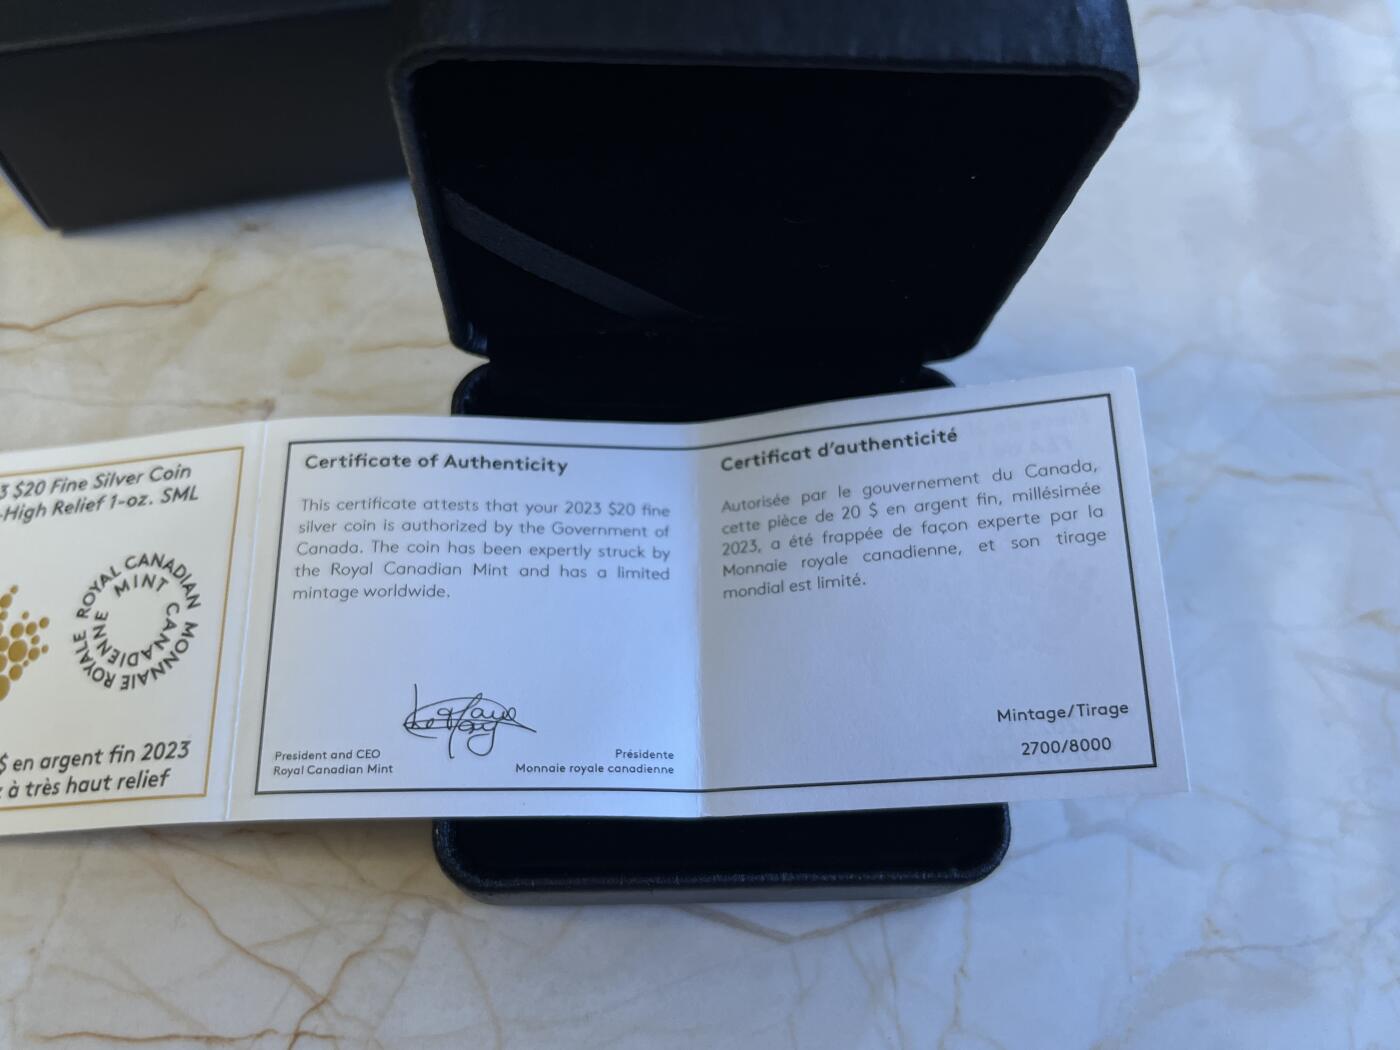 3 $20 Fine Silver Coin
-High Relief 1-oz. SML
ROYAL CANADIAN MINT
MONNAIE ROYALE CANADIENNE
$ en argent fin 2023
à très haut relief
Certificate of Authenticity
This certificate attests that your 2023 $20 fine
silver coin is authorized by the Government of
Canada. The coin has been expertly struck by
the Royal Canadian Mint and has a limited
mintage worldwide.
President and CEO
Royal Canadian Mint
Présidente
Monnaie royale canadienne
Certificat d'authenticité
Autorisée par le gouvernement du Canada,
cette pièce de 20 $ en argent fin, millésimée
2023, a été frappée de façon experte par la
Monnaie royale canadienne, et son tirage
mondial est limité.
Mintage/Tirage
2700/8000